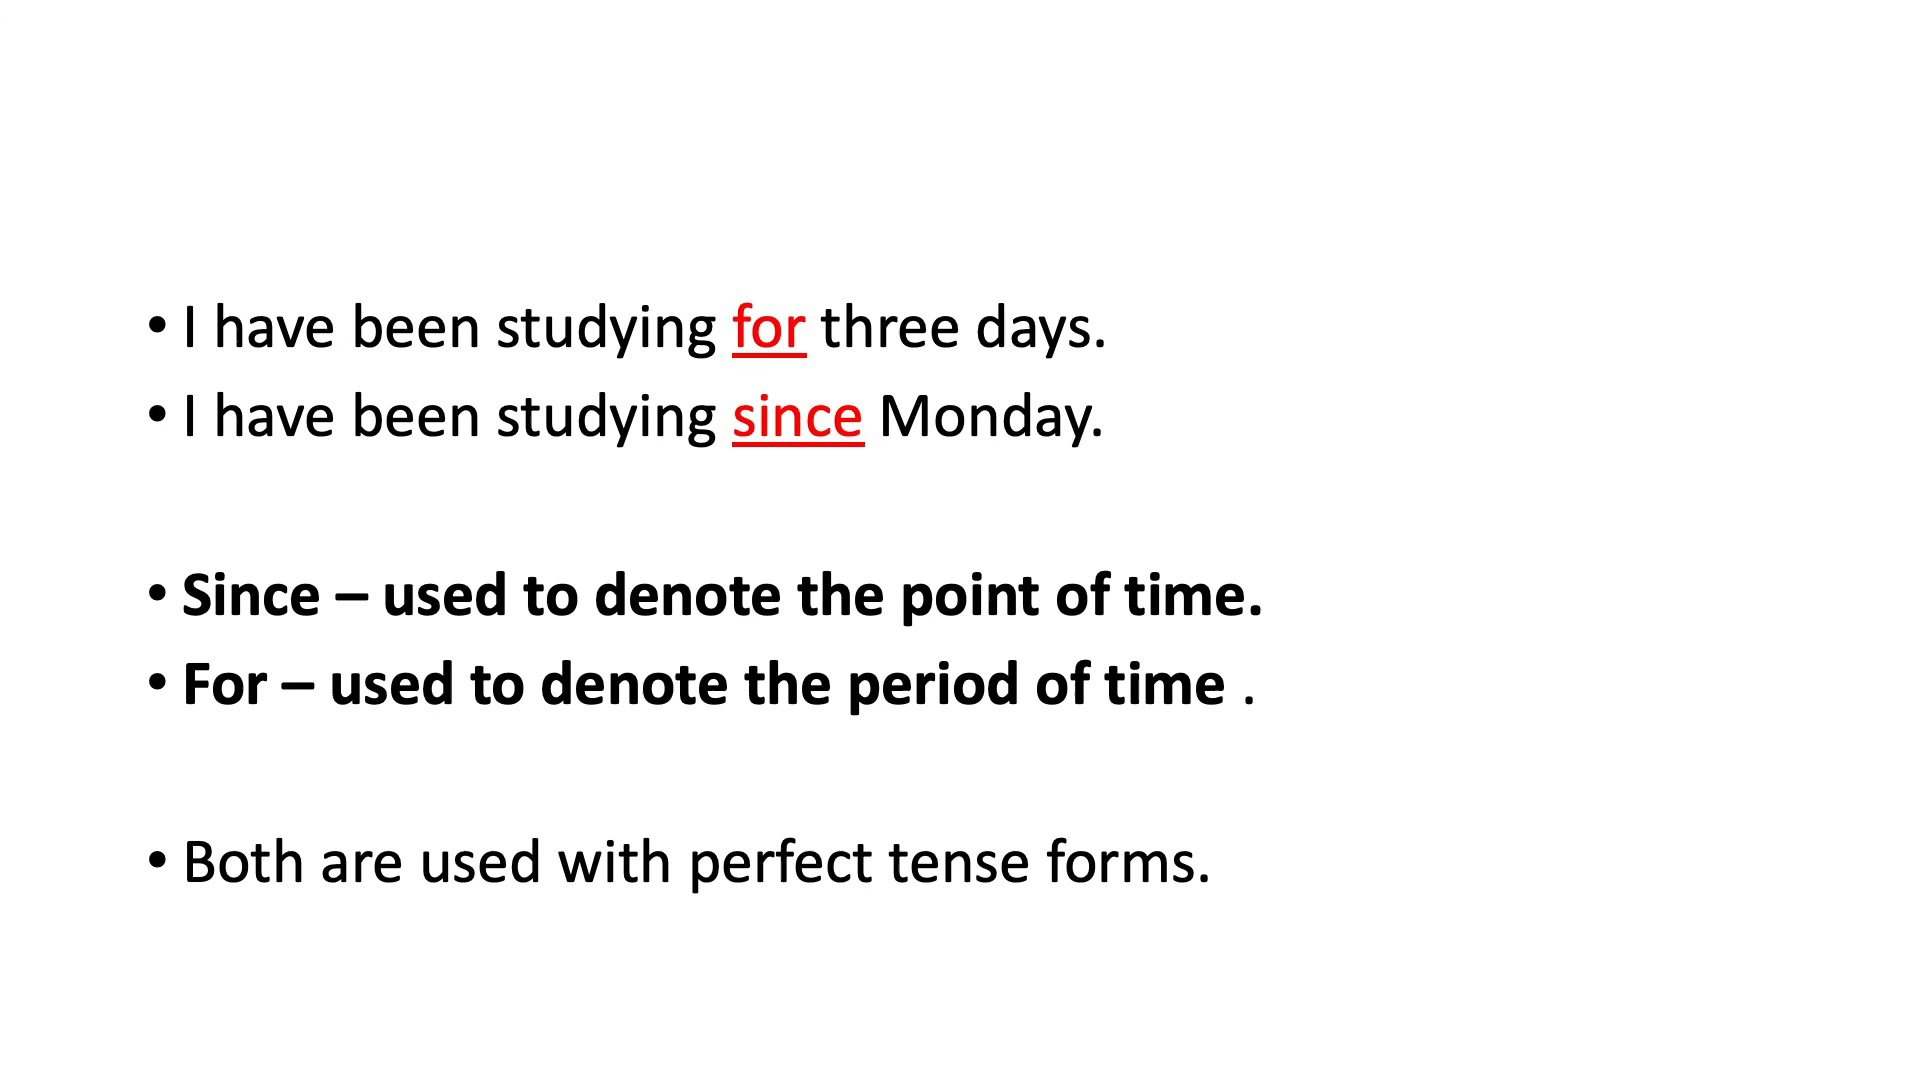 • I have been studying for three days.
• I have been studying since Monday.
• Since – used to denote the point of time.
• For – used to denote the period of time .
• Both are used with perfect tense forms.